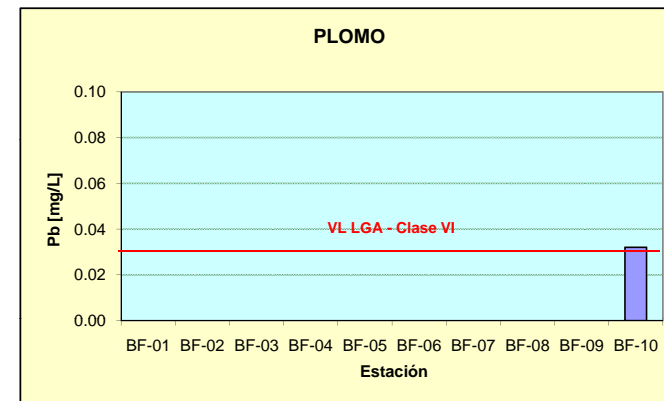 PLOMO
0.10
0.08
0.06
0.04
0.02
0.00
Pb [mg/L]
VL LGA - Clase VI
BF-01 BF-02 BF-03 BF-04 BF-05 BF-06 BF-07 BF-08 BF-09 BF-10
Estación